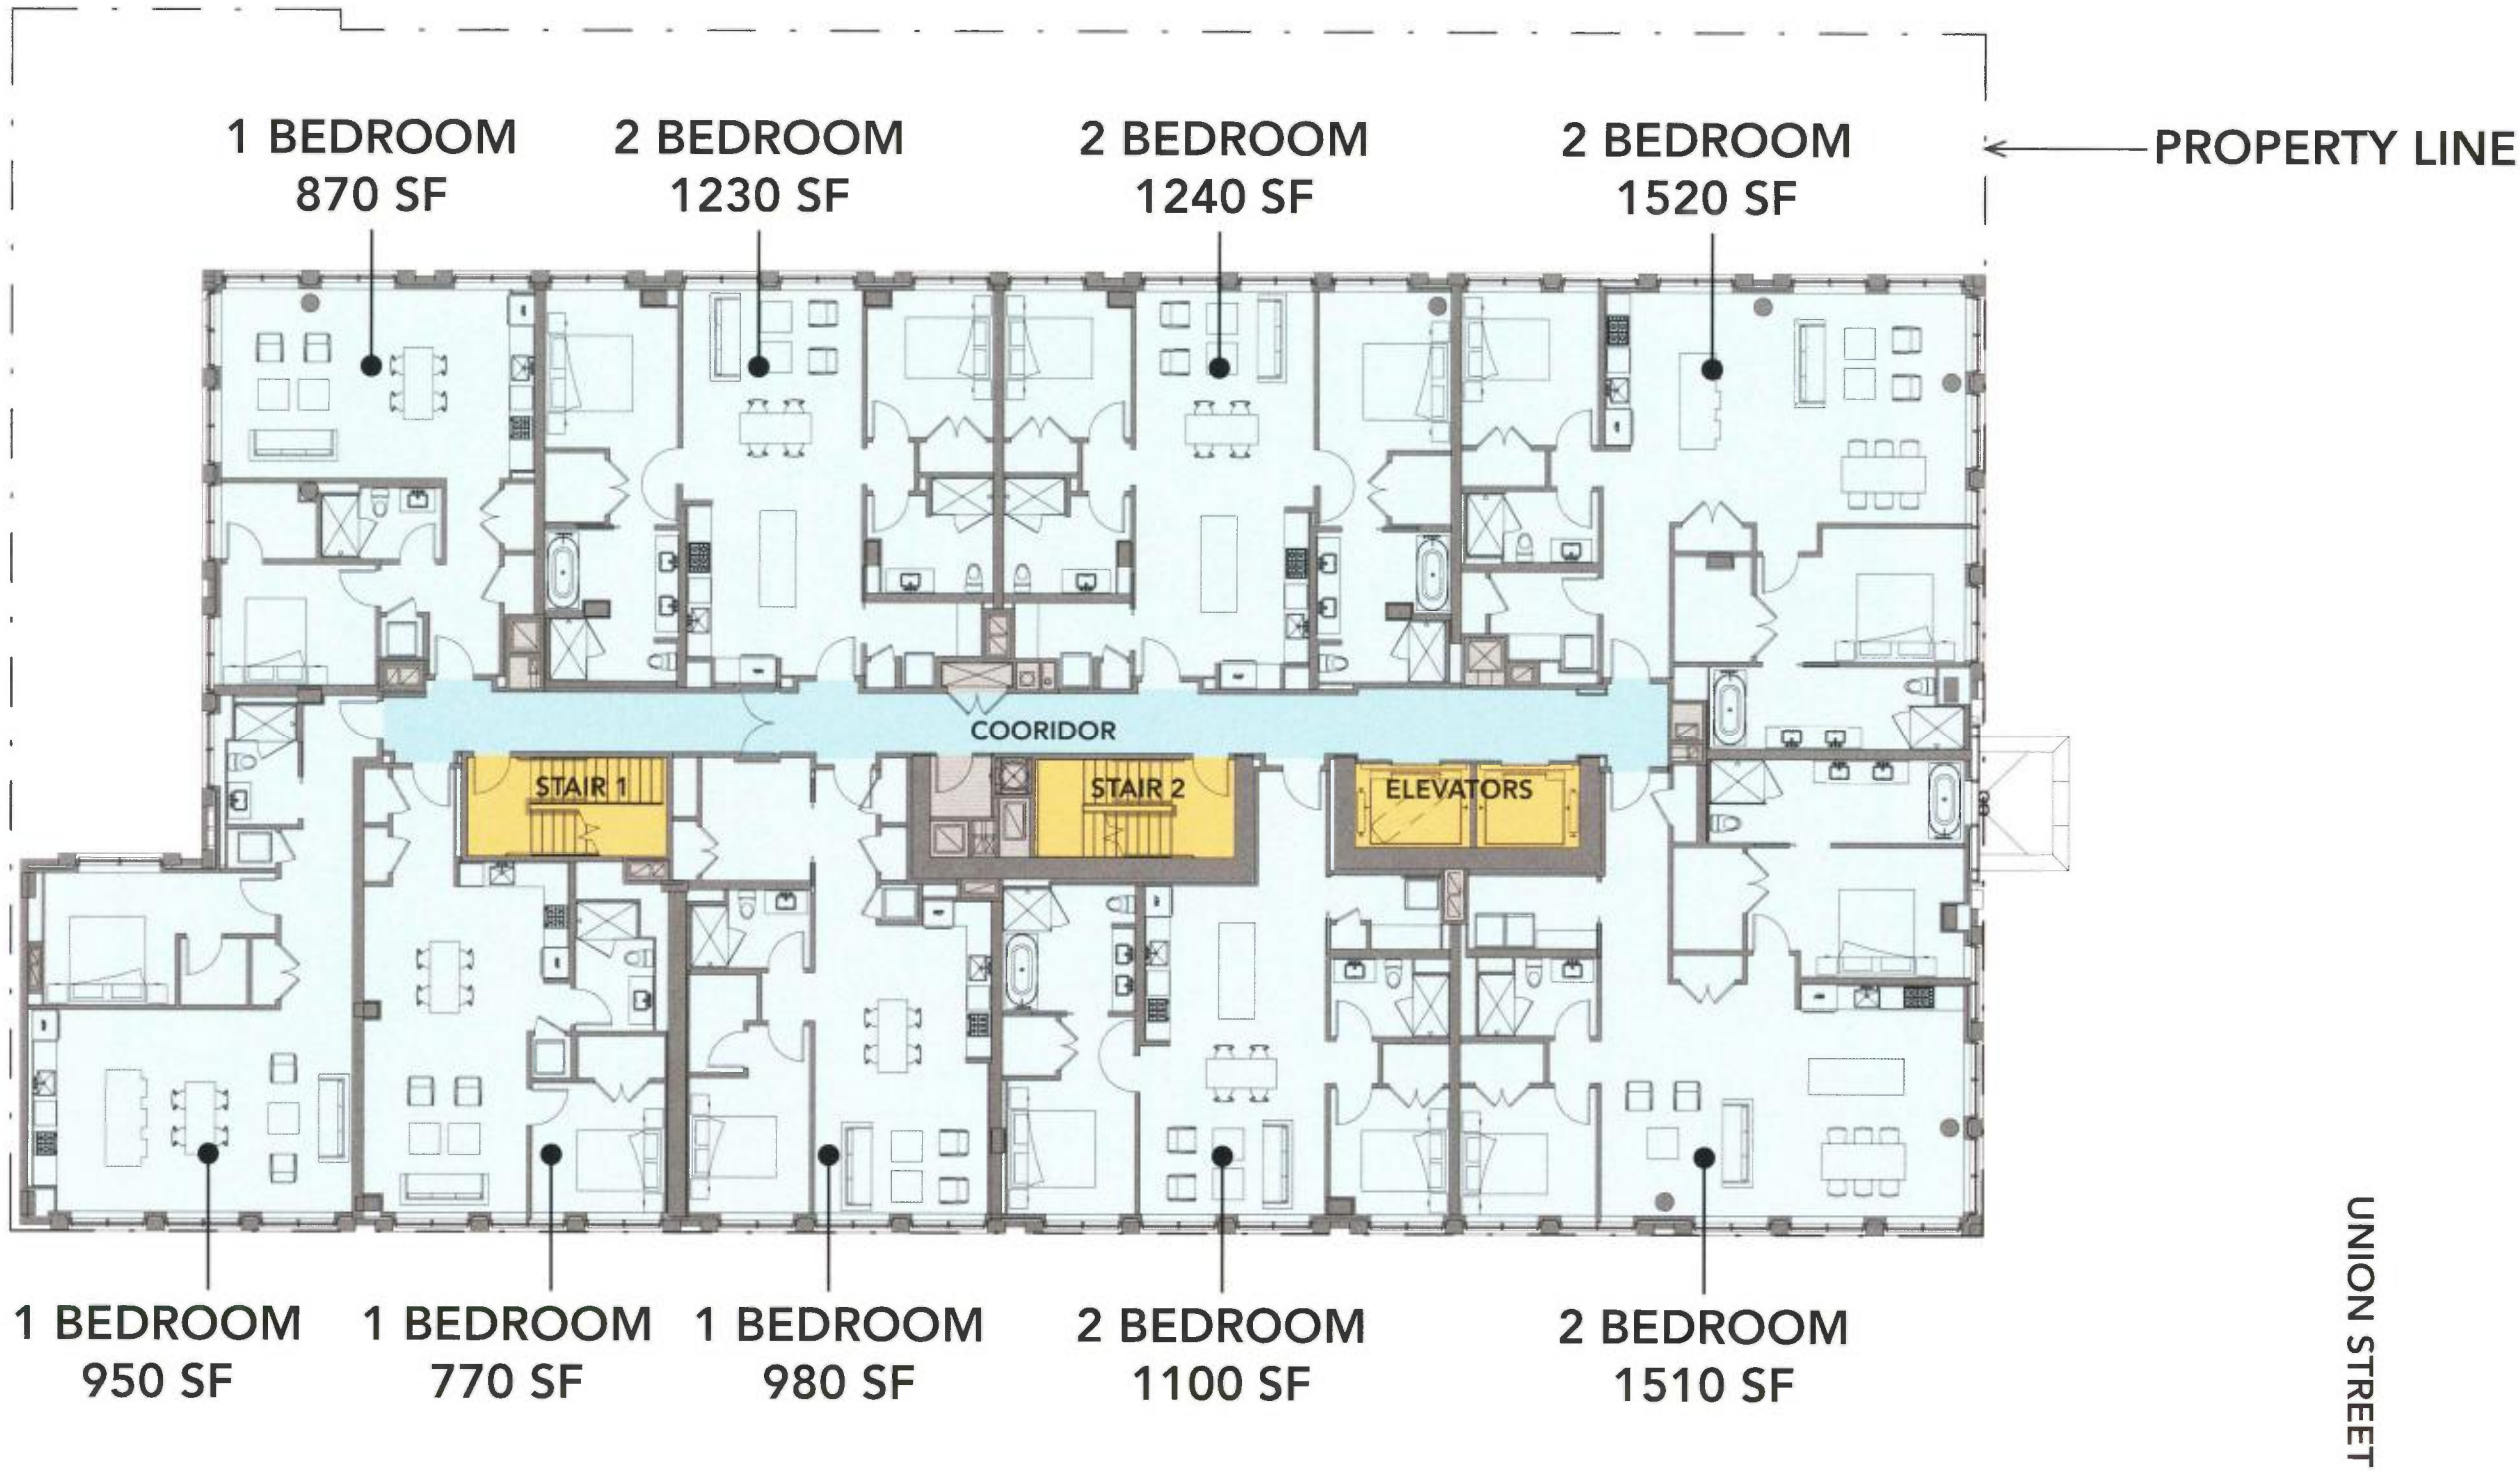 1 BEDROOM
870 SF
2 BEDROOM
1230 SF
2 BEDROOM
1240 SF
2 BEDROOM
1520 SF
PROPERTY LINE
COORIDOR
STAIR 1
STAIR 2
ELEVATORS
1 BEDROOM
950 SF
1 BEDROOM
770 SF
1 BEDROOM
980 SF
2 BEDROOM
1100 SF
2 BEDROOM
1510 SF
UNION STREET